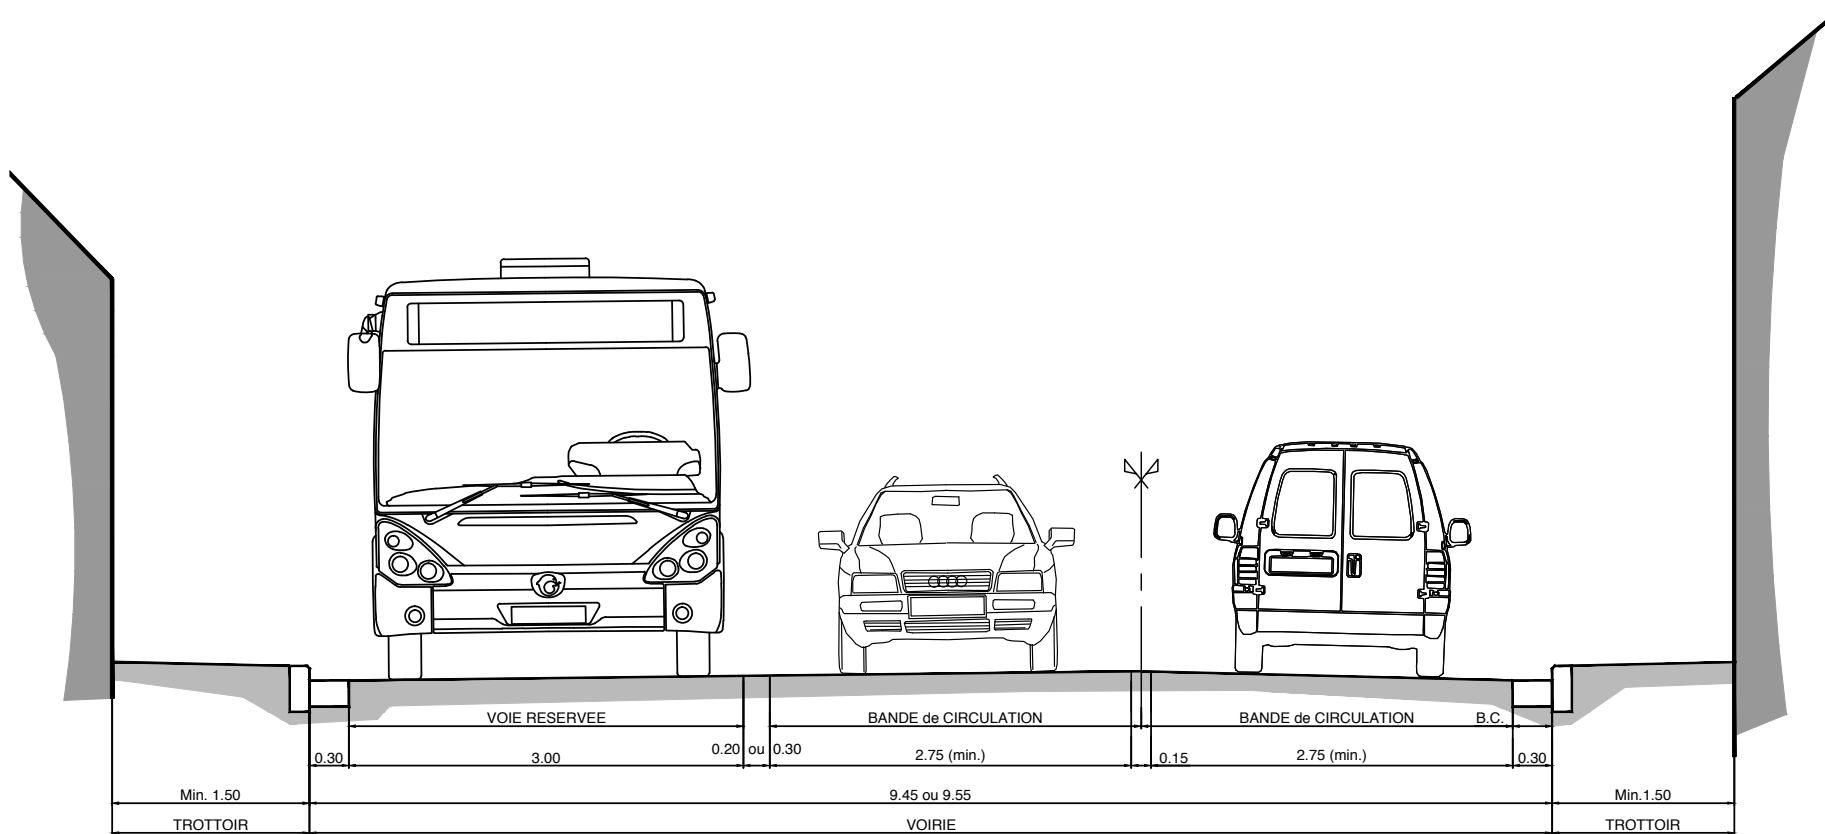 VOIE RESERVEE BANDE de CIRCULATION BANDE de CIRCULATION B.C.
0.30 3.00 0.20 ou 0.30 2.75 (min.) 0.15 2.75 (min.) 0.30
Min. 1.50 9.45 ou 9.55 Min.1.50
TROTTOIR VOIRIE TROTTOIR